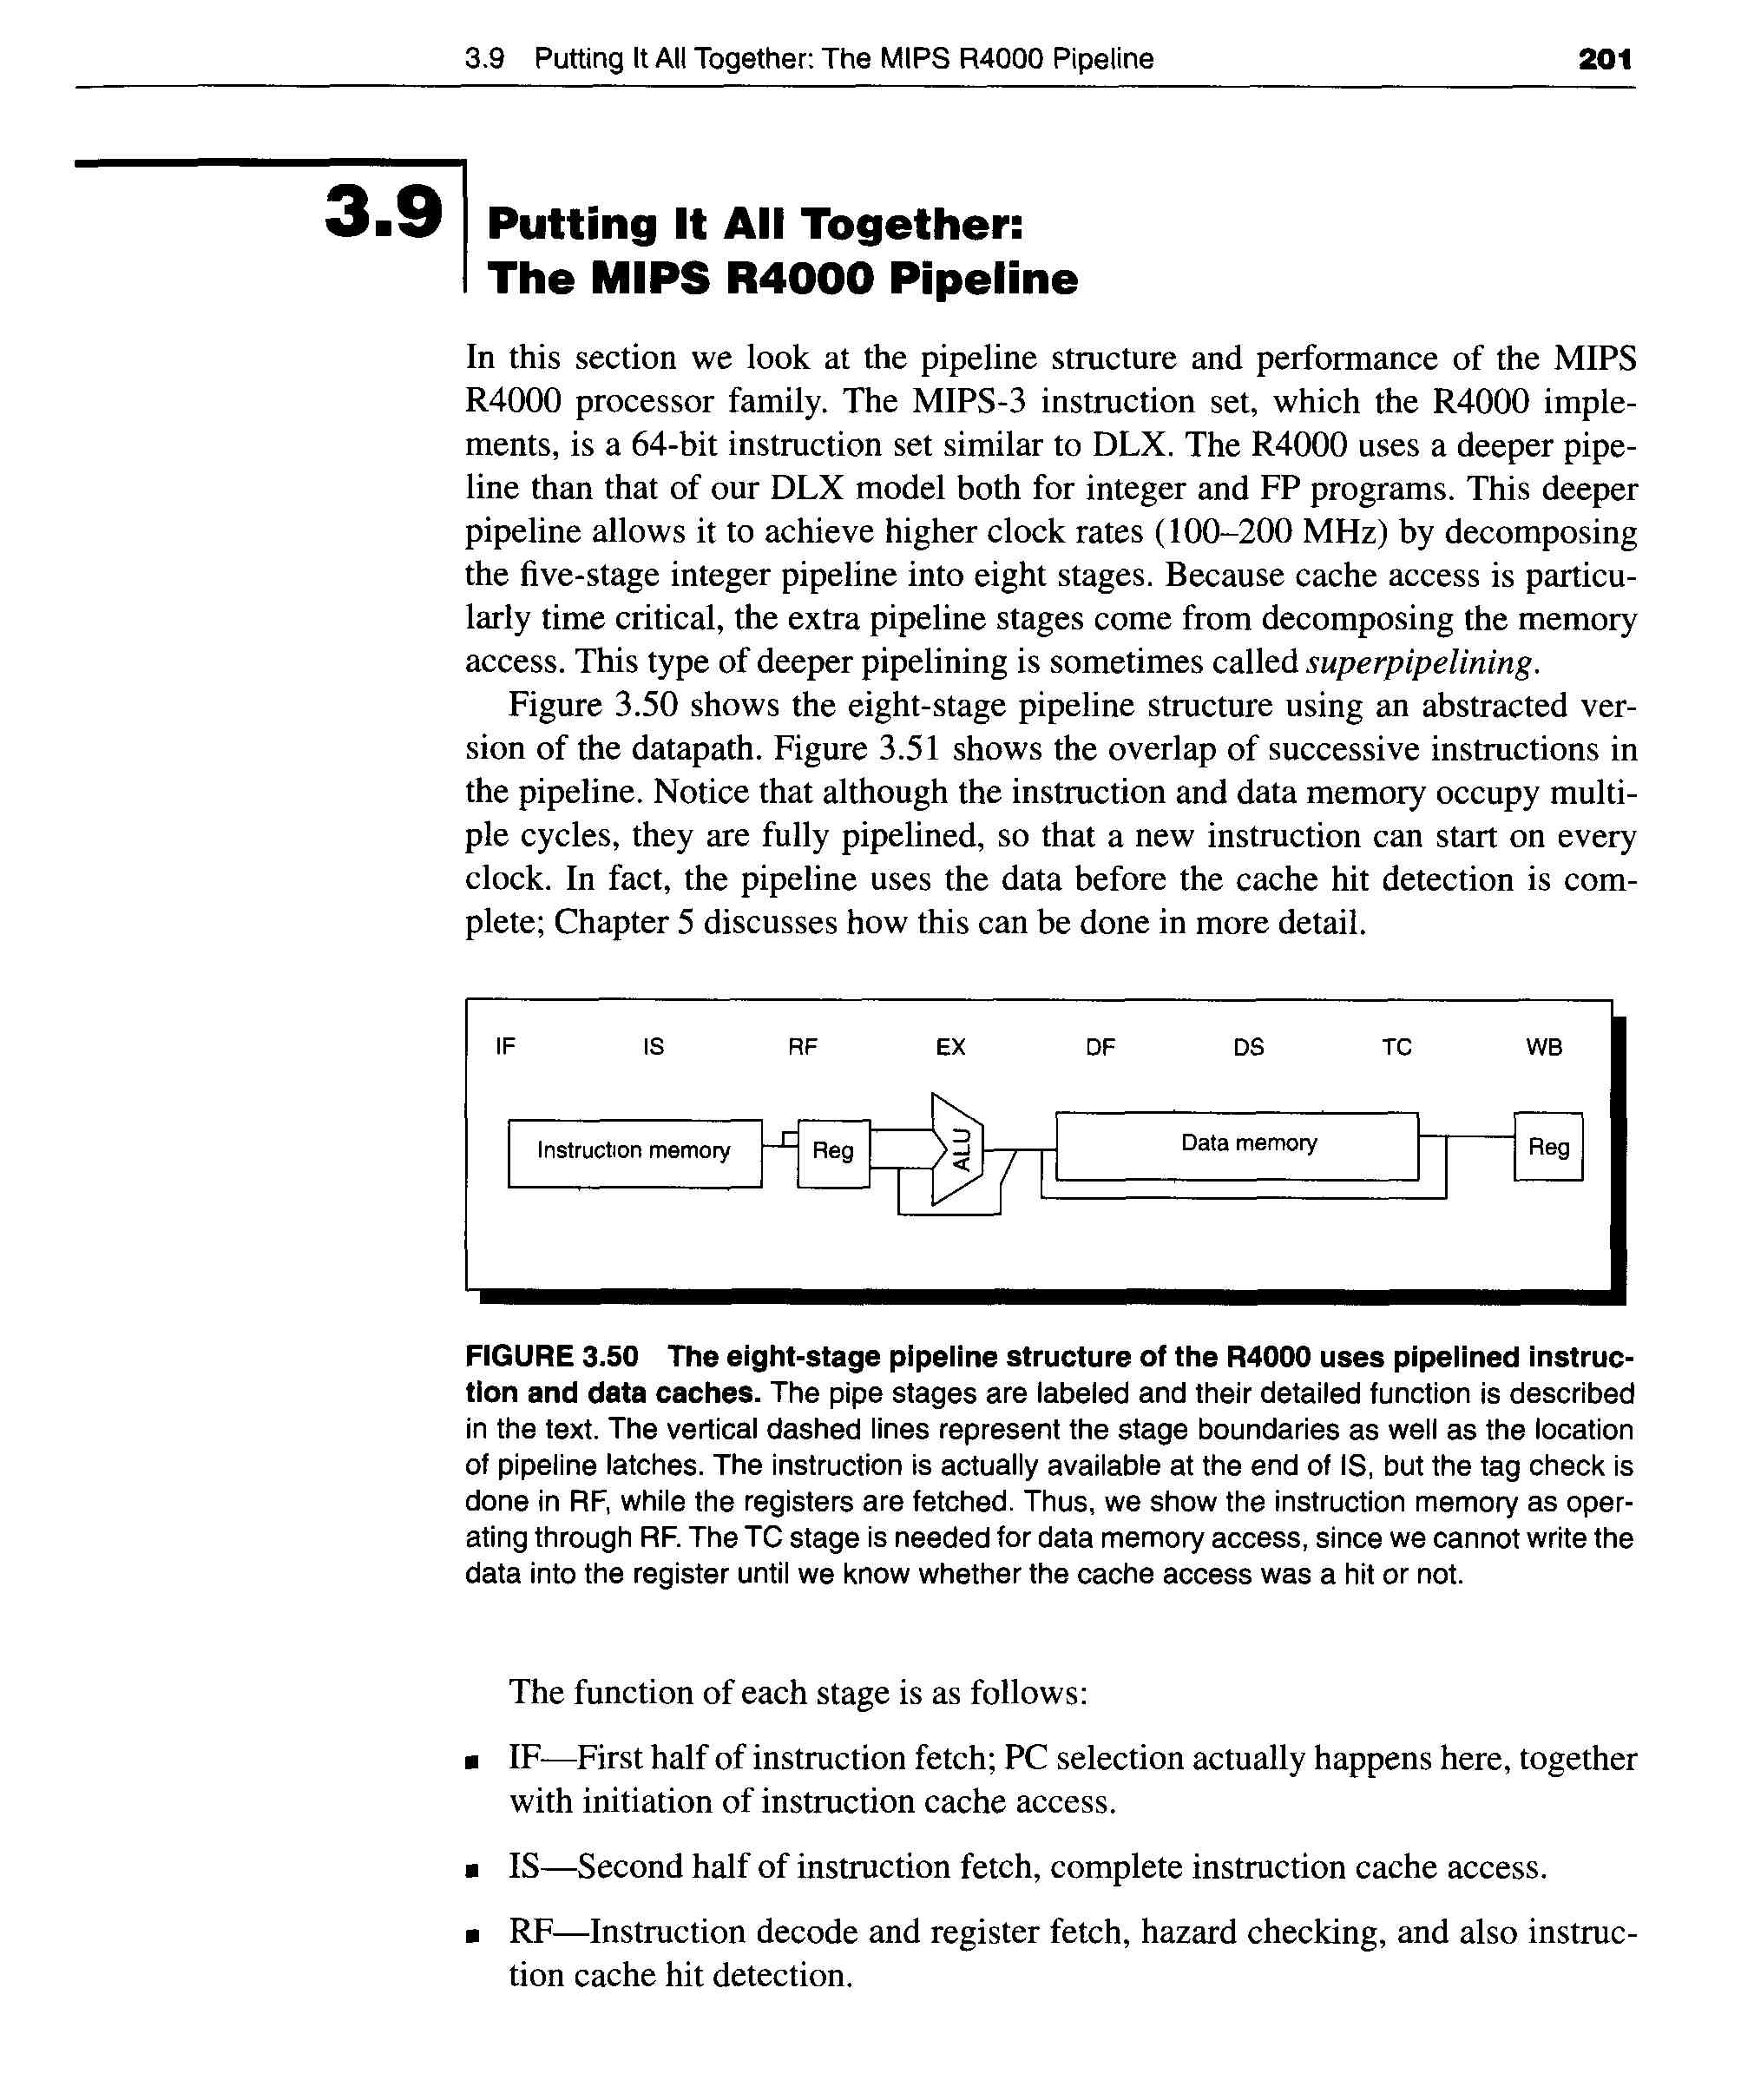 3.9 Putting It All Together: The MIPS R4000 Pipeline 201
3.9 Putting It All Together:
The MIPS R4000 Pipeline
In this section we look at the pipeline structure and performance of the MIPS
R4000 processor family. The MIPS-3 instruction set, which the R4000 imple-
ments, is a 64-bit instruction set similar to DLX. The R4000 uses a deeper pipe-
line than that of our DLX model both for integer and FP programs. This deeper
pipeline allows it to achieve higher clock rates (100–200 MHz) by decomposing
the five-stage integer pipeline into eight stages. Because cache access is particu-
larly time critical, the extra pipeline stages come from decomposing the memory
access. This type of deeper pipelining is sometimes called superpipelining.
Figure 3.50 shows the eight-stage pipeline structure using an abstracted ver-
sion of the datapath. Figure 3.51 shows the overlap of successive instructions in
the pipeline. Notice that although the instruction and data memory occupy multi-
ple cycles, they are fully pipelined, so that a new instruction can start on every
clock. In fact, the pipeline uses the data before the cache hit detection is com-
plete; Chapter 5 discusses how this can be done in more detail.
IF IS RF EX DF DS TC WB
Instruction memory Reg ALU Data memory Reg
FIGURE 3.50 The eight-stage pipeline structure of the R4000 uses pipelined instruc-
tion and data caches. The pipe stages are labeled and their detailed function is described
in the text. The vertical dashed lines represent the stage boundaries as well as the location
of pipeline latches. The instruction is actually available at the end of IS, but the tag check is
done in RF, while the registers are fetched. Thus, we show the instruction memory as oper-
ating through RF. The TC stage is needed for data memory access, since we cannot write the
data into the register until we know whether the cache access was a hit or not.
The function of each stage is as follows:
■ IF—First half of instruction fetch; PC selection actually happens here, together
with initiation of instruction cache access.
■ IS—Second half of instruction fetch, complete instruction cache access.
■ RF—Instruction decode and register fetch, hazard checking, and also instruc-
tion cache hit detection.